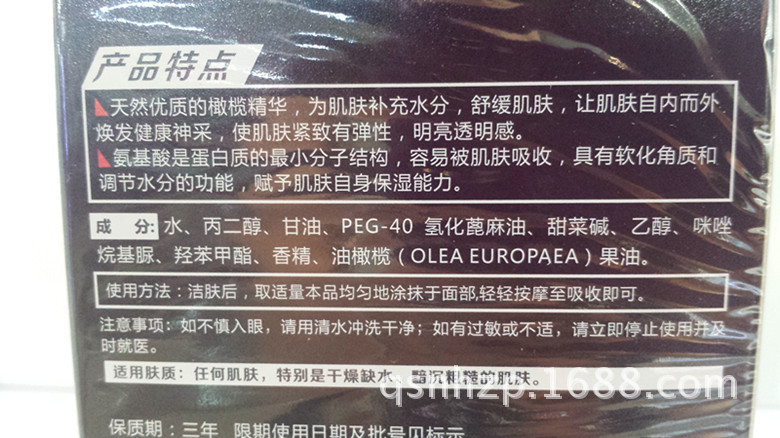 产品特点
天然优质的橄榄精华，为肌肤补充水分，舒缓肌肤，让肌肤自内而外
焕发健康神采，使肌肤紧致有弹性，明亮透明感。
氨基酸是蛋白质的最小分子结构，容易被肌肤吸收，具有软化角质和
调节水分的功能，赋予肌肤自身保湿能力。
成 分：水、丙二醇、甘油、PEG-40 氢化蓖麻油、甜菜碱、乙醇、咪唑
烷基脲、羟苯甲酯、香精、油橄榄（OLEA EUROPAEA）果油。
使用方法：洁肤后，取适量本品均匀地涂抹于面部,轻轻按摩至吸收即可。
注意事项：如不慎入眼，请用清水冲洗干净；如有过敏或不适，请立即停止使用并及
时就医。
适用肤质：任何肌肤，特别是干燥缺水、黯沉粗糙的肌肤。
保质期：三年 限期使用日期及批号见标示